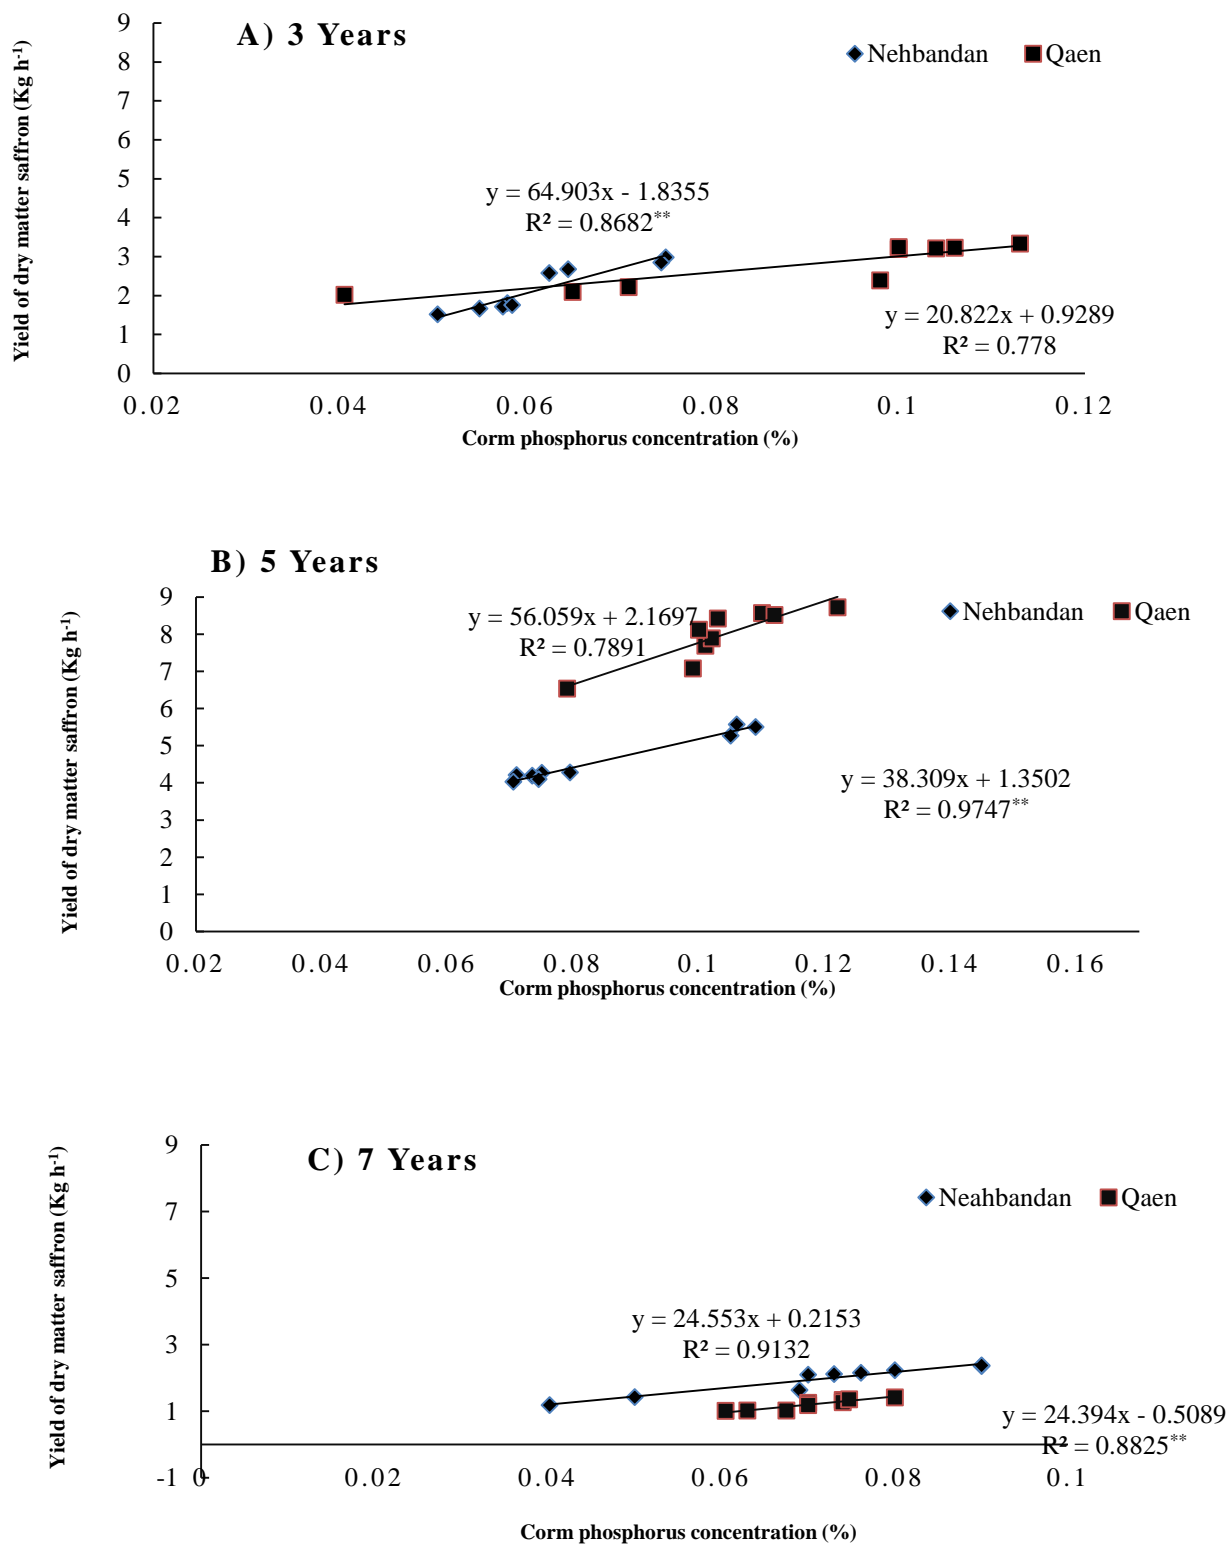 A) 3 Years
Nehbandan Qaen
Yield of dry matter saffron (Kg h-1)
9
8
7
6
5
4
3
2
1
0
y = 64.903x - 1.8355
R² = 0.8682**
y = 20.822x + 0.9289
R² = 0.778
0.02 0.04 0.06 0.08 0.1 0.12
Corm phosphorus concentration (%)
B) 5 Years
Nehbandan Qaen
Yield of dry matter saffron (Kg h-1)
9
8
7
6
5
4
3
2
1
0
y = 56.059x + 2.1697
R² = 0.7891
y = 38.309x + 1.3502
R² = 0.9747**
0.02 0.04 0.06 0.08 0.1 0.12 0.14 0.16
Corm phosphorus concentration (%)
C) 7 Years
Neahbandan Qaen
Yield of dry matter saffron (Kg h-1)
9
7
5
3
1
-1
y = 24.553x + 0.2153
R² = 0.9132
y = 24.394x - 0.5089
R² = 0.8825**
0 0.02 0.04 0.06 0.08 0.1
Corm phosphorus concentration (%)